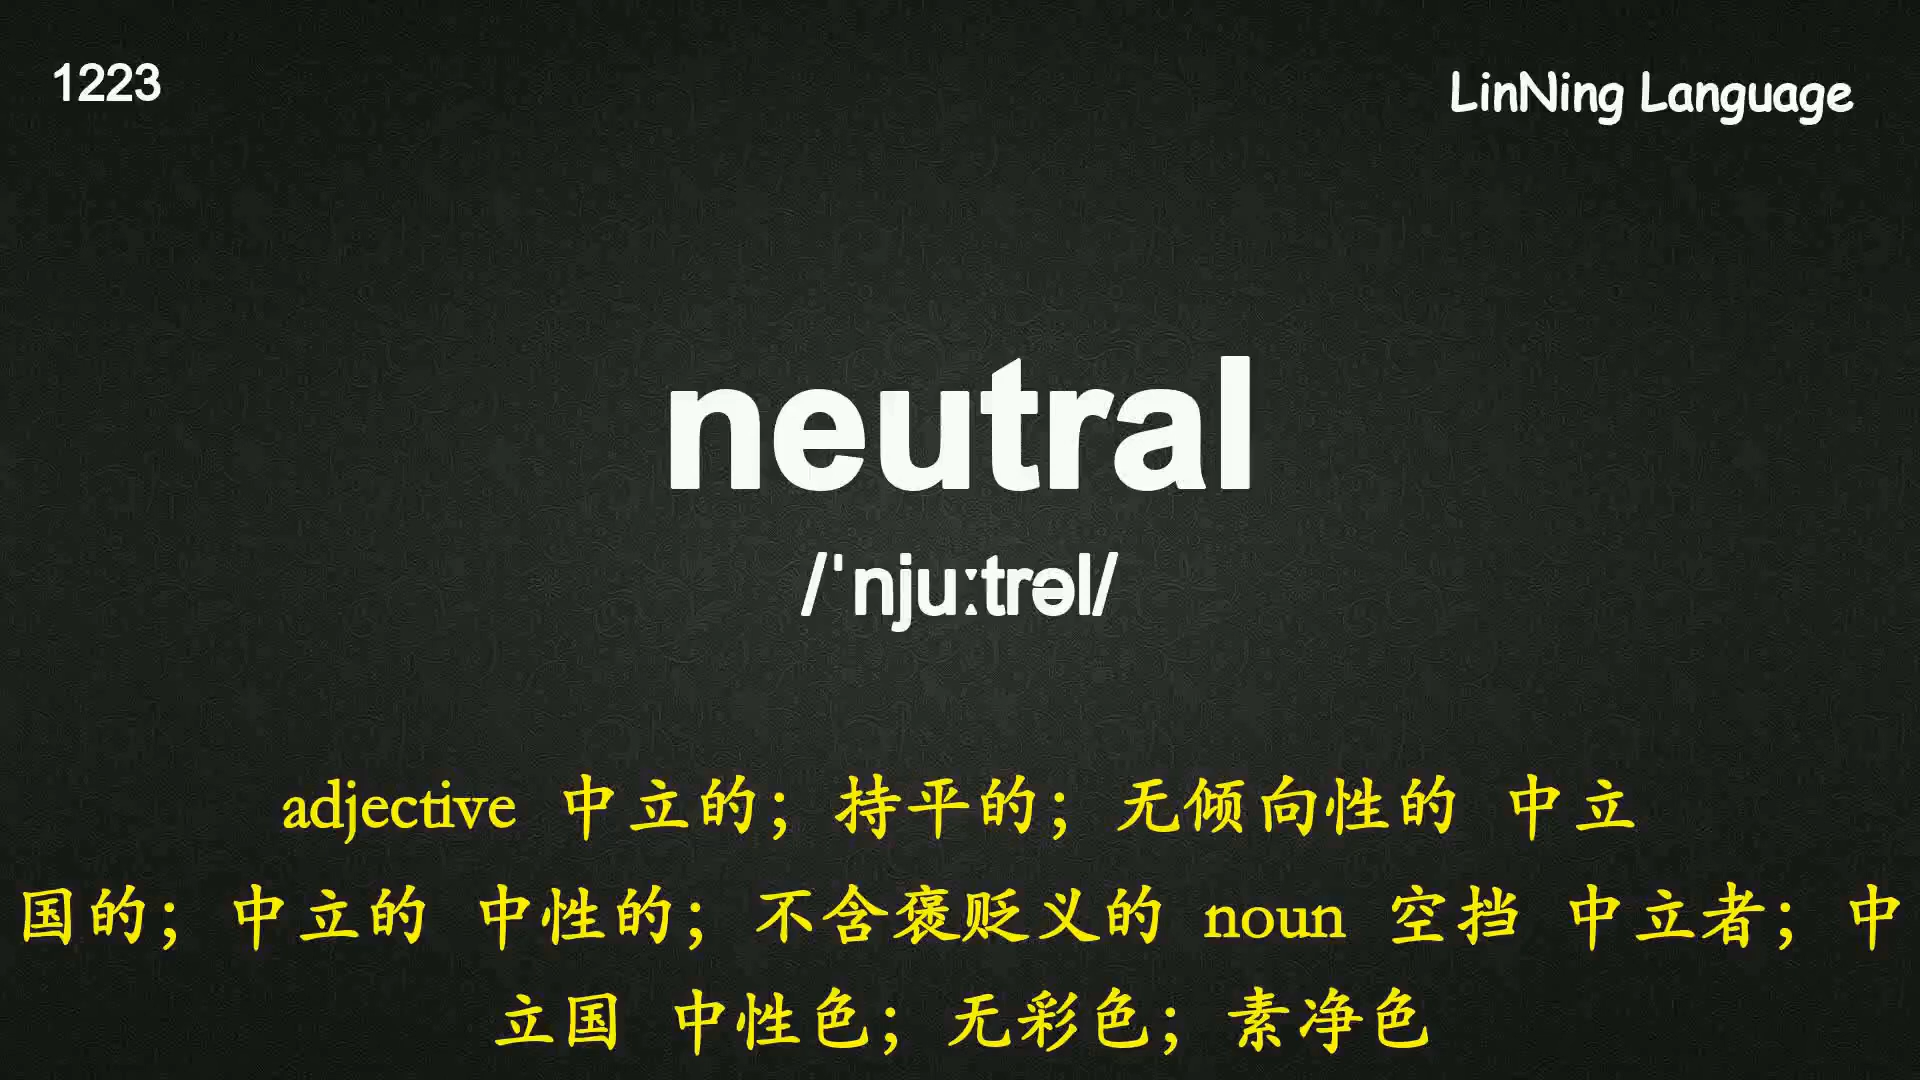 1223
LinNing Language
neutral
/ˈnjuːtrəl/
adjective 中立的；持平的；无倾向性的 中立
国的；中立的 中性的；不含褒贬义的 noun 空挡 中立者；中
立国 中性色；无彩色；素净色